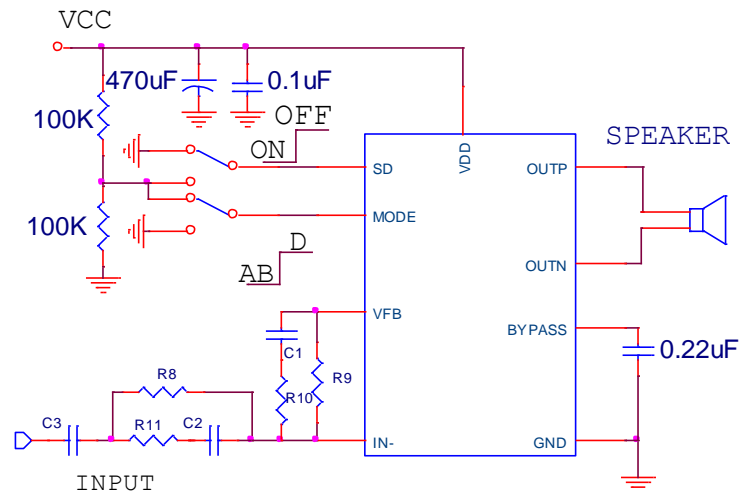 VCC
470uF
0.1uF
100K
OFF
ON
SPEAKER
SD
VDD
OUTP
MODE
100K
D
AB
OUTN
VFB
BYPASS
C1
0.22uF
R8
R9
R10
C3
R11
C2
IN-
GND
INPUT